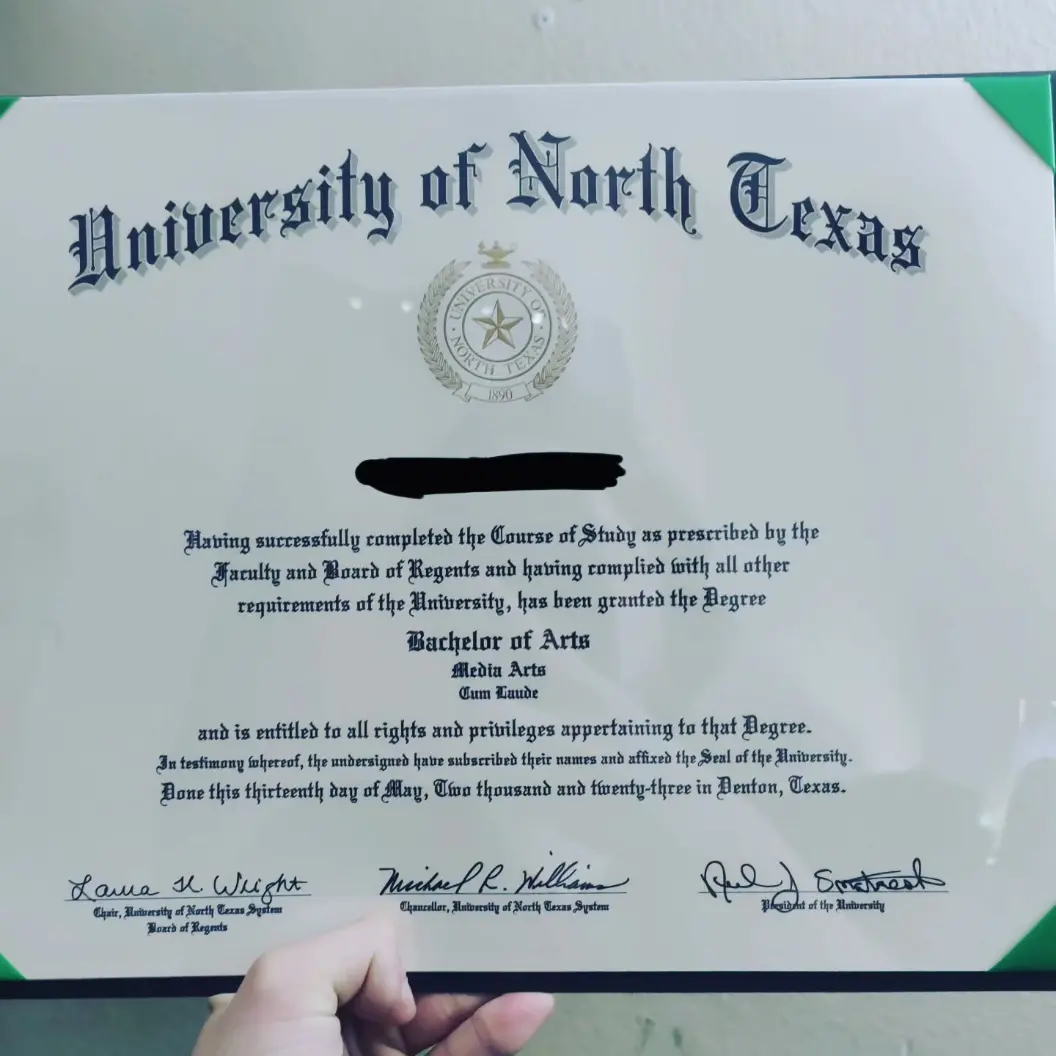 University of North Texas
UNIVERSITY OF
NORTH TEXAS
1890
Having successfully completed the Course of Study as prescribed by the
Faculty and Board of Regents and having complied with all other
requirements of the University, has been granted the Degree
Bachelor of Arts
Media Arts
Cum Laude
and is entitled to all rights and privileges appertaining to that Degree.
In testimony whereof, the undersigned have subscribed their names and affixed the Seal of the University.
Done this thirteenth day of May, Two thousand and twenty-three in Denton, Texas.
Laura K. Wright Michael R. Williams Neal J Smatresk
Chair, University of North Texas System Chancellor, University of North Texas System President of the University
Board of Regents